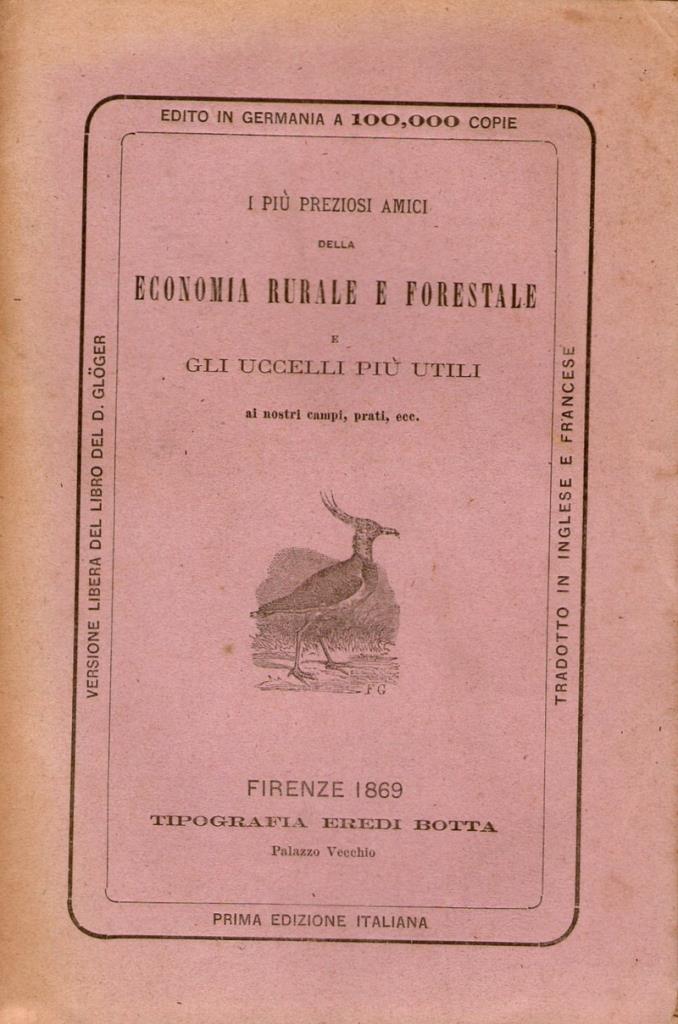 EDITO IN GERMANIA A 100,000 COPIE
I PIÙ PREZIOSI AMICI
DELLA
ECONOMIA RURALE E FORESTALE
E
GLI UCCELLI PIÙ UTILI
ai nostri campi, prati, ecc.
VERSIONE LIBERA DEL LIBRO DEL D. GLÖGER
TRADOTTO IN INGLESE E FRANCESE
F G
FIRENZE 1869
TIPOGRAFIA EREDI BOTTA
Palazzo Vecchio
PRIMA EDIZIONE ITALIANA